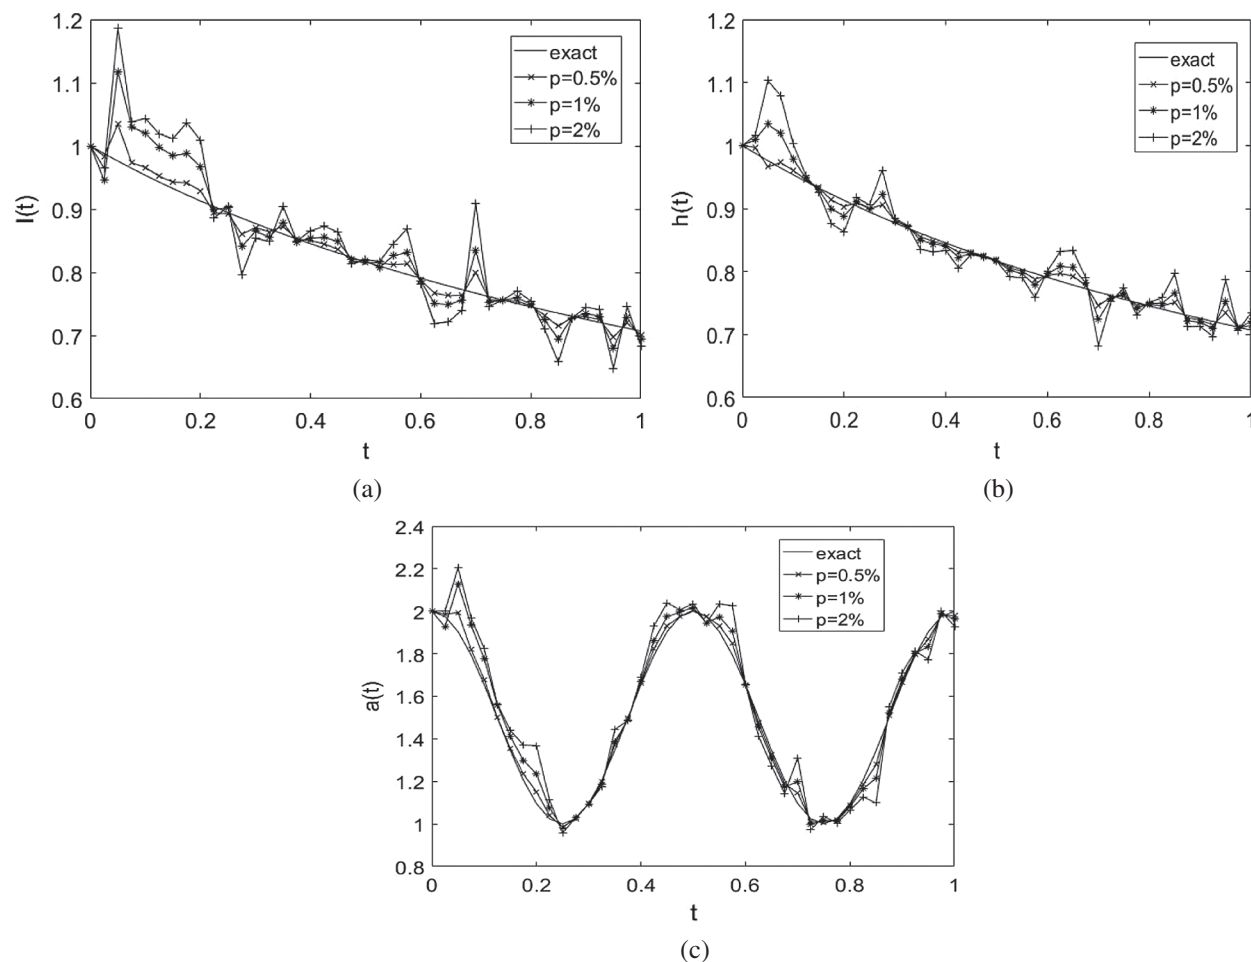 1.2
1.1
1
0.9
0.8
0.7
0.6
l(t)
0 0.2 0.4 0.6 0.8 1
t
exact
p=0.5%
p=1%
p=2%
(a)
1.2
1.1
1
0.9
0.8
0.7
0.6
h(t)
0 0.2 0.4 0.6 0.8 1
t
exact
p=0.5%
p=1%
p=2%
(b)
2.4
2.2
2
1.8
1.6
1.4
1.2
1
0.8
a(t)
0 0.2 0.4 0.6 0.8 1
t
exact
p=0.5%
p=1%
p=2%
(c)